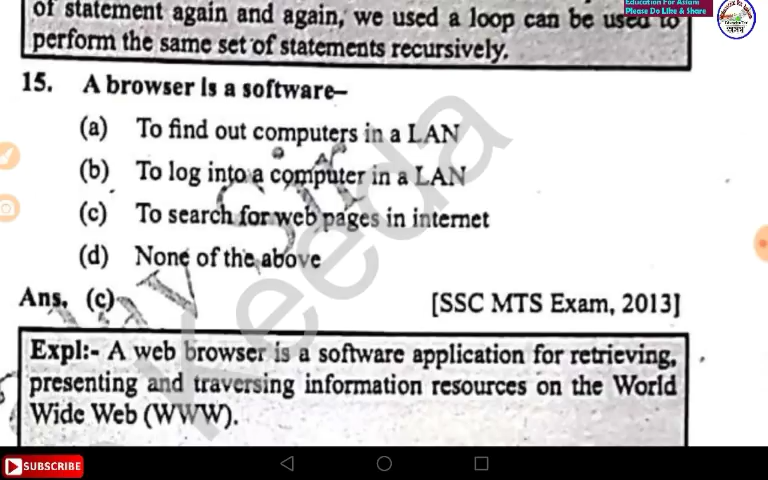 Education For Assam
Please Do Like & Share
of statement again and again, we used a loop can be used to
perform the same set of statements recursively.
15. A browser is a software–
(a) To find out computers in a LAN
(b) To log into a computer in a LAN
(c) To search for web pages in internet
(d) None of the above
Ans. (c) [SSC MTS Exam, 2013]
Expl:- A web browser is a software application for retrieving,
presenting and traversing information resources on the World
Wide Web (WWW).
Keeda
SUBSCRIBE